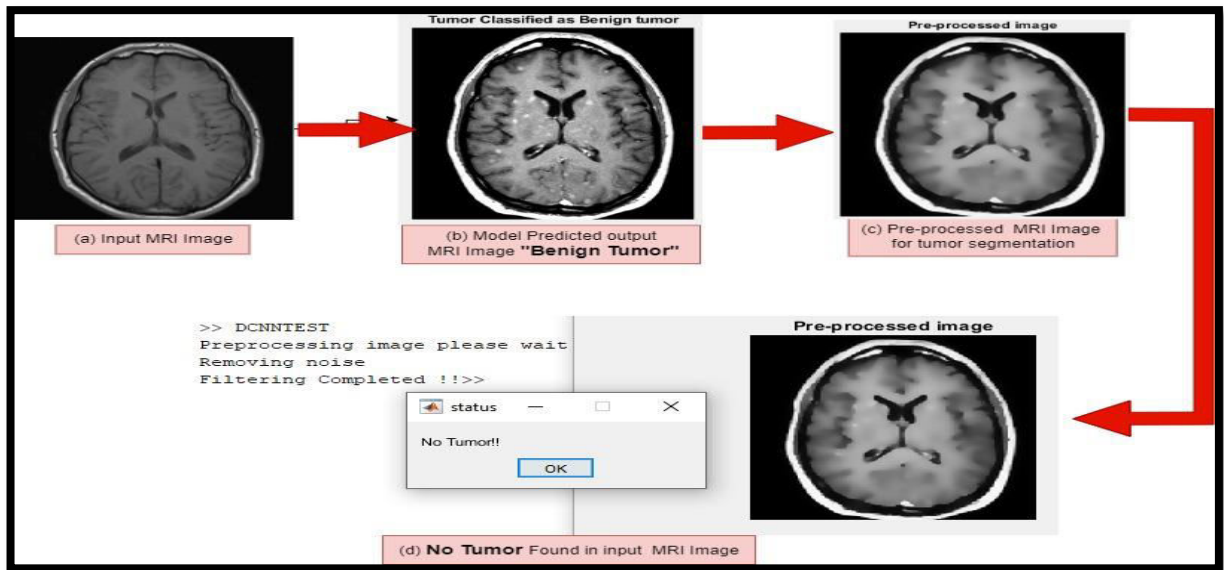 Tumor Classified as Benign tumor
Pre-processed image
(a) Input MRI Image
(b) Model Predicted output
MRI Image "Benign Tumor"
(c) Pre-processed MRI Image
for tumor segmentation
>> DCNNTEST
Preprocessing image please wait
Removing noise
Filtering Completed !!>>
status
No Tumor!!
OK
Pre-processed image
(d) No Tumor Found in input MRI Image